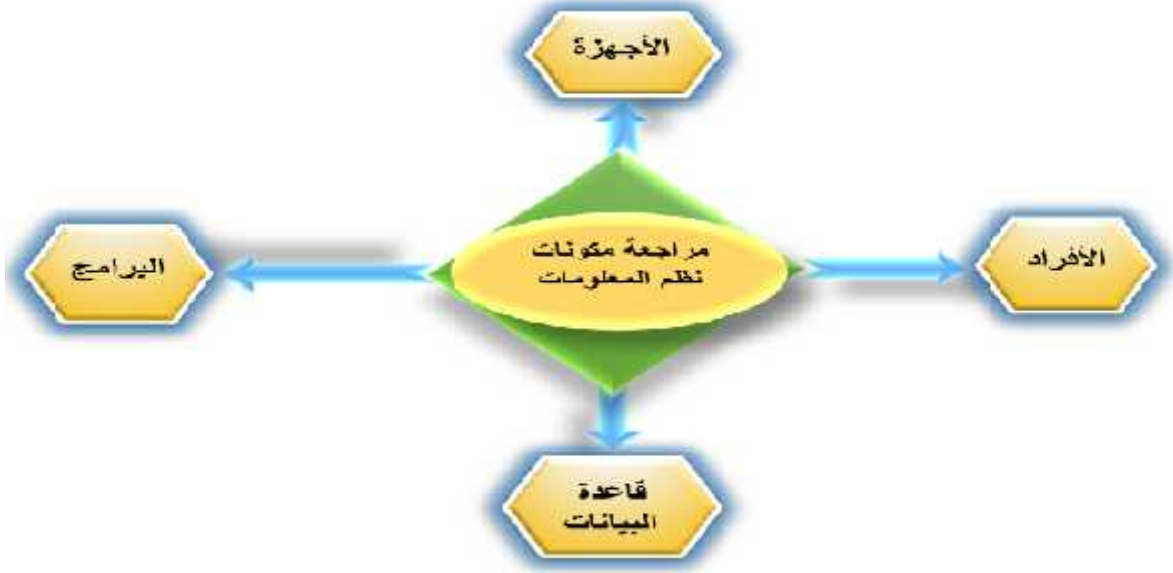 الأجهزة
مراجعة مكونات
نظم المعلومات
الأفراد
البرامج
قاعدة
البيانات